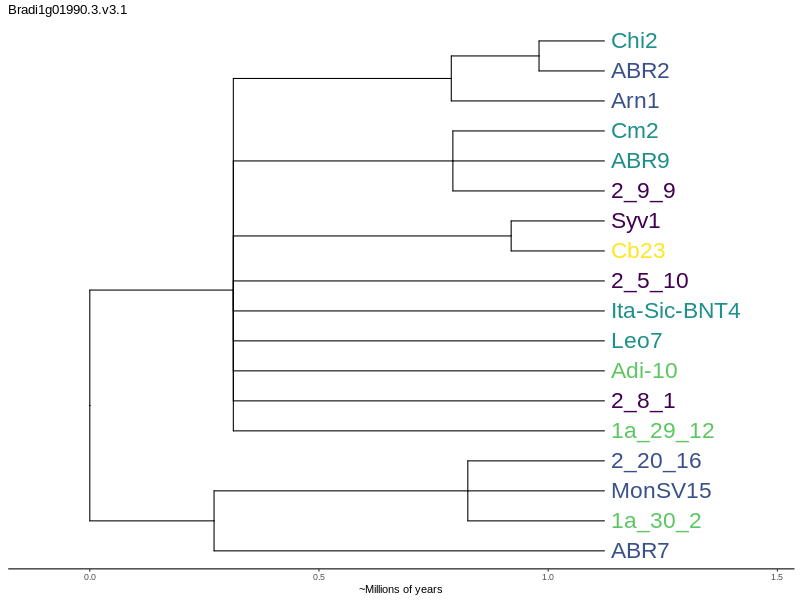 Bradi1g01990.3.v3.1
Chi2
ABR2
Arn1
Cm2
ABR9
2_9_9
Syv1
Cb23
2_5_10
Ita-Sic-BNT4
Leo7
Adi-10
2_8_1
1a_29_12
2_20_16
MonSV15
1a_30_2
ABR7
0.0 0.5 1.0 1.5
~Millions of years